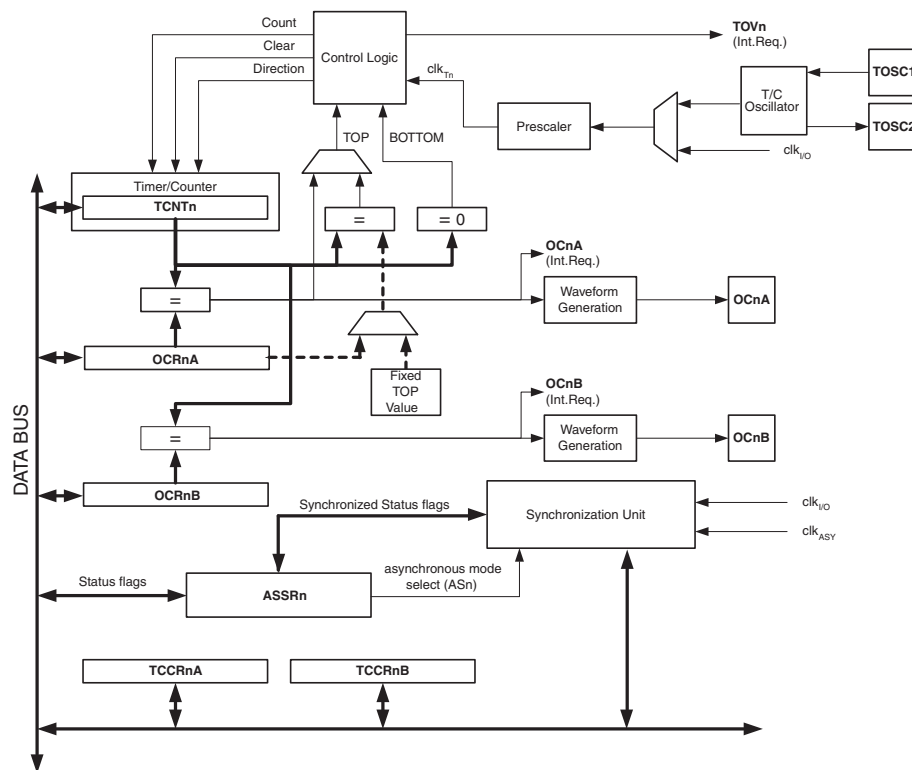 Count
Clear
Direction
Control Logic
TOVn
(Int.Req.)
clkTn
TOSC1
T/C
Oscillator
TOSC2
Prescaler
clkI/O
TOP
BOTTOM
Timer/Counter
TCNTn
=
= 0
OCnA
(Int.Req.)
=
Waveform
Generation
OCnA
OCRnA
Fixed
TOP
Value
OCnB
(Int.Req.)
=
Waveform
Generation
OCnB
DATA BUS
OCRnB
Synchronized Status flags
Synchronization Unit
clkI/O
clkASY
Status flags
ASSRn
asynchronous mode
select (ASn)
TCCRnA
TCCRnB